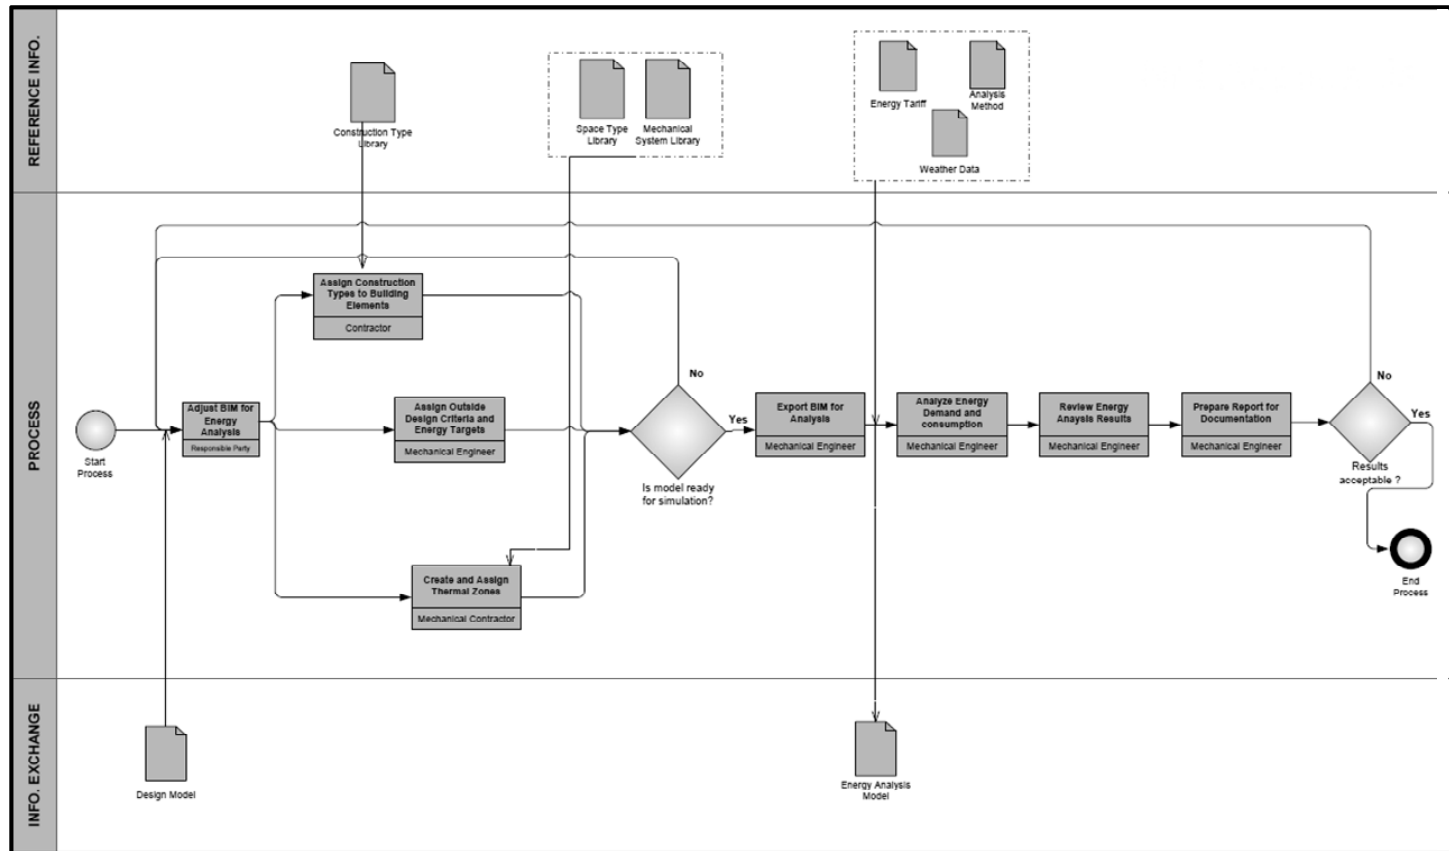 REFERENCE INFO.
Construction Type
Library
Space Type
Library
Mechanical
System Library
Energy Tariff
Analysis
Method
Weather Data
PROCESS
Start
Process
Adjust BIM for
Energy
Analysis
Responsible Party
Assign Construction
Types to Building
Elements
Contractor
Assign Outside
Design Criteria and
Energy Targets
Mechanical Engineer
Create and Assign
Thermal Zones
Mechanical Contractor
No
Yes
Is model ready
for simulation?
Export BIM for
Analysis
Mechanical Engineer
Analyze Energy
Demand and
consumption
Mechanical Engineer
Review Energy
Anaysis Results
Mechanical Engineer
Prepare Report for
Documentation
Mechanical Engineer
No
Yes
Results
acceptable ?
End
Process
INFO. EXCHANGE
Design Model
Energy Analysis
Model